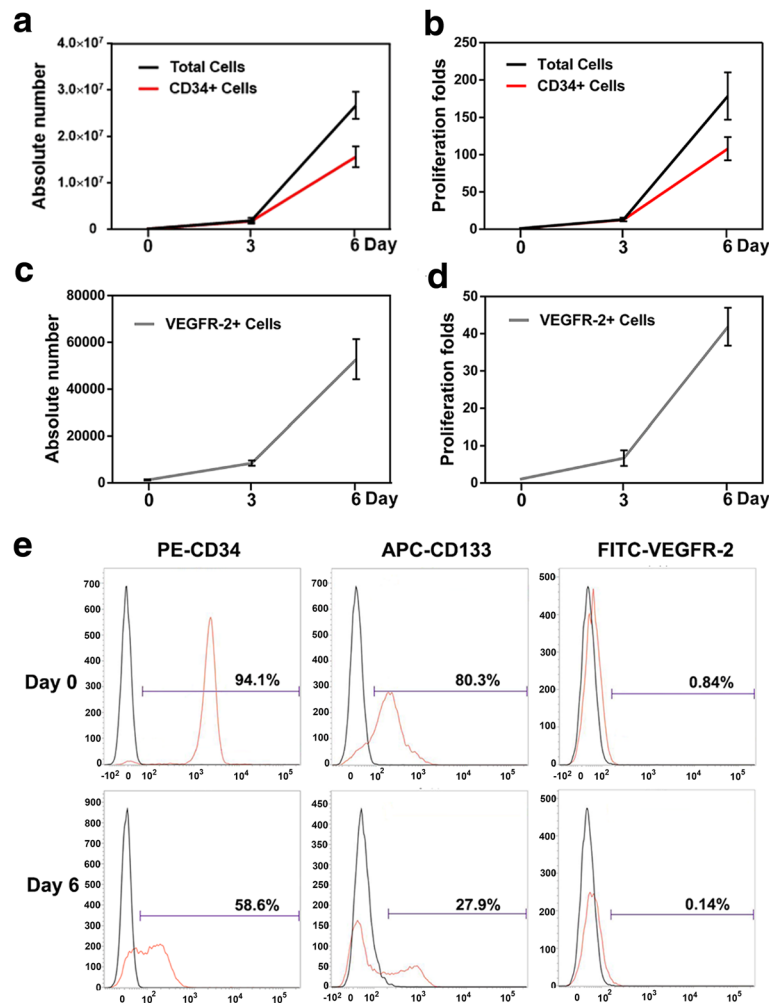 a
Absolute number
4.0×10⁷
3.0×10⁷
2.0×10⁷
1.0×10⁷
0
Total Cells
CD34+ Cells
0 3 6 Day
b
Proliferation folds
250
200
150
100
50
0
Total Cells
CD34+ Cells
0 3 6 Day
c
Absolute number
80000
60000
40000
20000
0
VEGFR-2+ Cells
0 3 6 Day
d
Proliferation folds
50
40
30
20
10
0
VEGFR-2+ Cells
0 3 6 Day
e
PE-CD34 APC-CD133 FITC-VEGFR-2
Day 0
700
600
500
400
300
200
100
0
94.1%
-10² 0 10² 10³ 10⁴ 10⁵
700
600
500
400
300
200
100
0
80.3%
0 10² 10³ 10⁴ 10⁵
500
400
300
200
100
0
0.84%
-10² 0 10² 10³ 10⁴ 10⁵
Day 6
900
800
700
600
500
400
300
200
100
0
58.6%
0 10² 10³ 10⁴ 10⁵
450
400
350
300
250
200
150
100
50
0
27.9%
0 10² 10³ 10⁴ 10⁵
500
400
300
200
100
0
0.14%
0 10² 10³ 10⁴ 10⁵